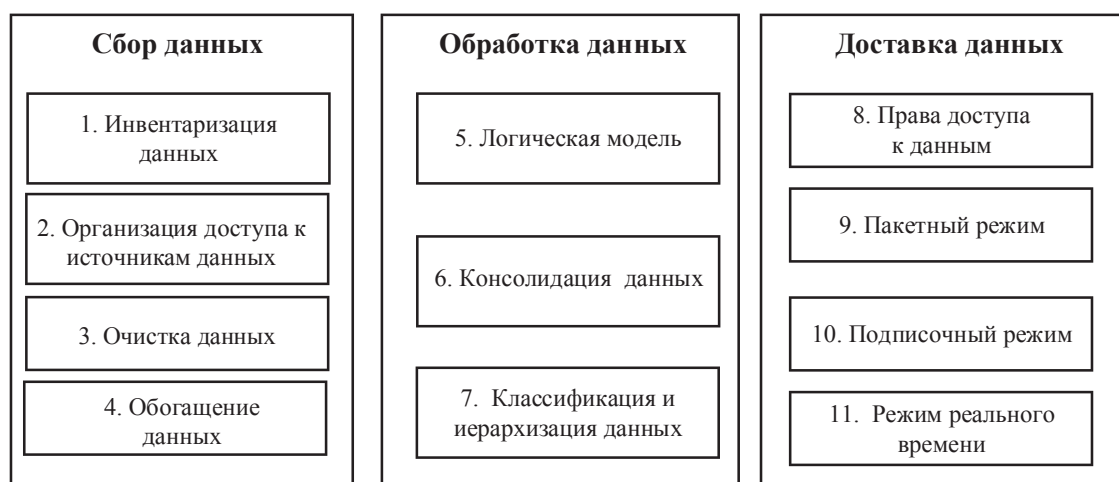 Сбор данных
1. Инвентаризация
данных
2. Организация доступа к
источникам данных
3. Очистка данных
4. Обогащение
данных
Обработка данных
5. Логическая модель
6. Консолидация данных
7. Классификация и
иерархизация данных
Доставка данных
8. Права доступа
к данным
9. Пакетный режим
10. Подписочный режим
11. Режим реального
времени